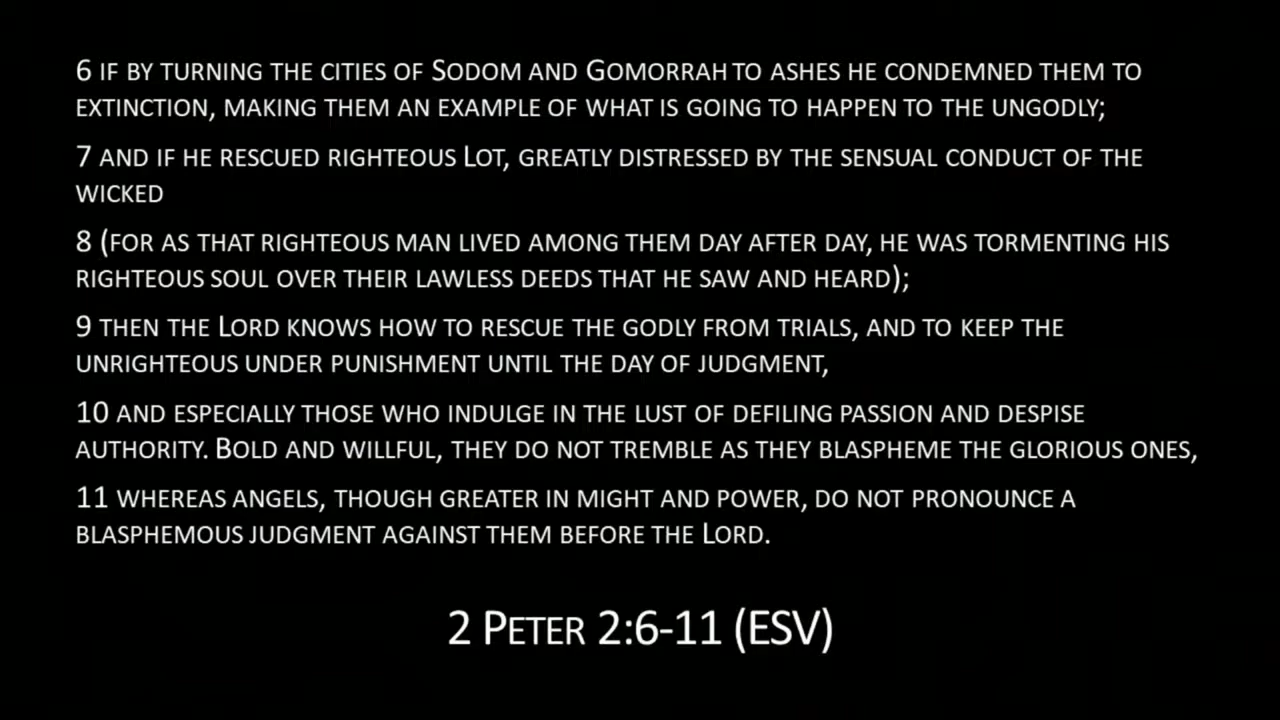 6 IF BY TURNING THE CITIES OF SODOM AND GOMORRAH TO ASHES HE CONDEMNED THEM TO
EXTINCTION, MAKING THEM AN EXAMPLE OF WHAT IS GOING TO HAPPEN TO THE UNGODLY;
7 AND IF HE RESCUED RIGHTEOUS LOT, GREATLY DISTRESSED BY THE SENSUAL CONDUCT OF THE
WICKED
8 (FOR AS THAT RIGHTEOUS MAN LIVED AMONG THEM DAY AFTER DAY, HE WAS TORMENTING HIS
RIGHTEOUS SOUL OVER THEIR LAWLESS DEEDS THAT HE SAW AND HEARD);
9 THEN THE LORD KNOWS HOW TO RESCUE THE GODLY FROM TRIALS, AND TO KEEP THE
UNRIGHTEOUS UNDER PUNISHMENT UNTIL THE DAY OF JUDGMENT,
10 AND ESPECIALLY THOSE WHO INDULGE IN THE LUST OF DEFILING PASSION AND DESPISE
AUTHORITY. BOLD AND WILLFUL, THEY DO NOT TREMBLE AS THEY BLASPHEME THE GLORIOUS ONES,
11 WHEREAS ANGELS, THOUGH GREATER IN MIGHT AND POWER, DO NOT PRONOUNCE A
BLASPHEMOUS JUDGMENT AGAINST THEM BEFORE THE LORD.
2 PETER 2:6-11 (ESV)